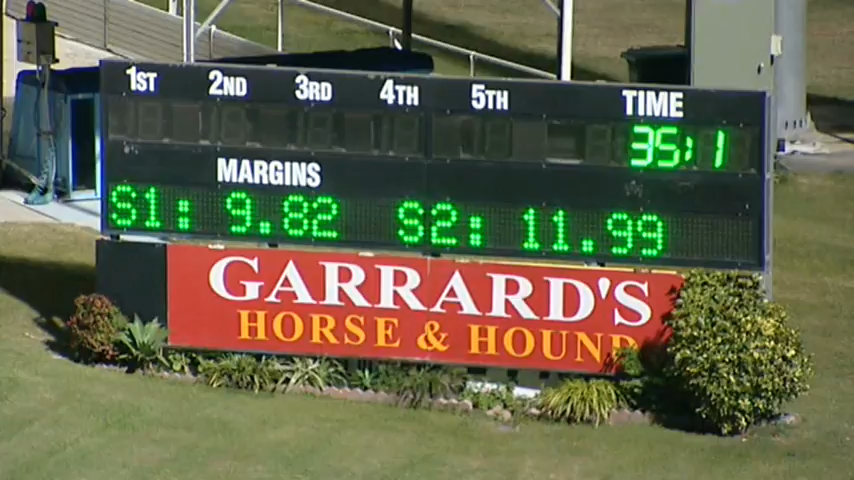 1ST 2ND 3RD 4TH 5TH TIME
35:1
MARGINS
S1: 9.82 S2: 11.99
GARRARD'S
HORSE & HOUND